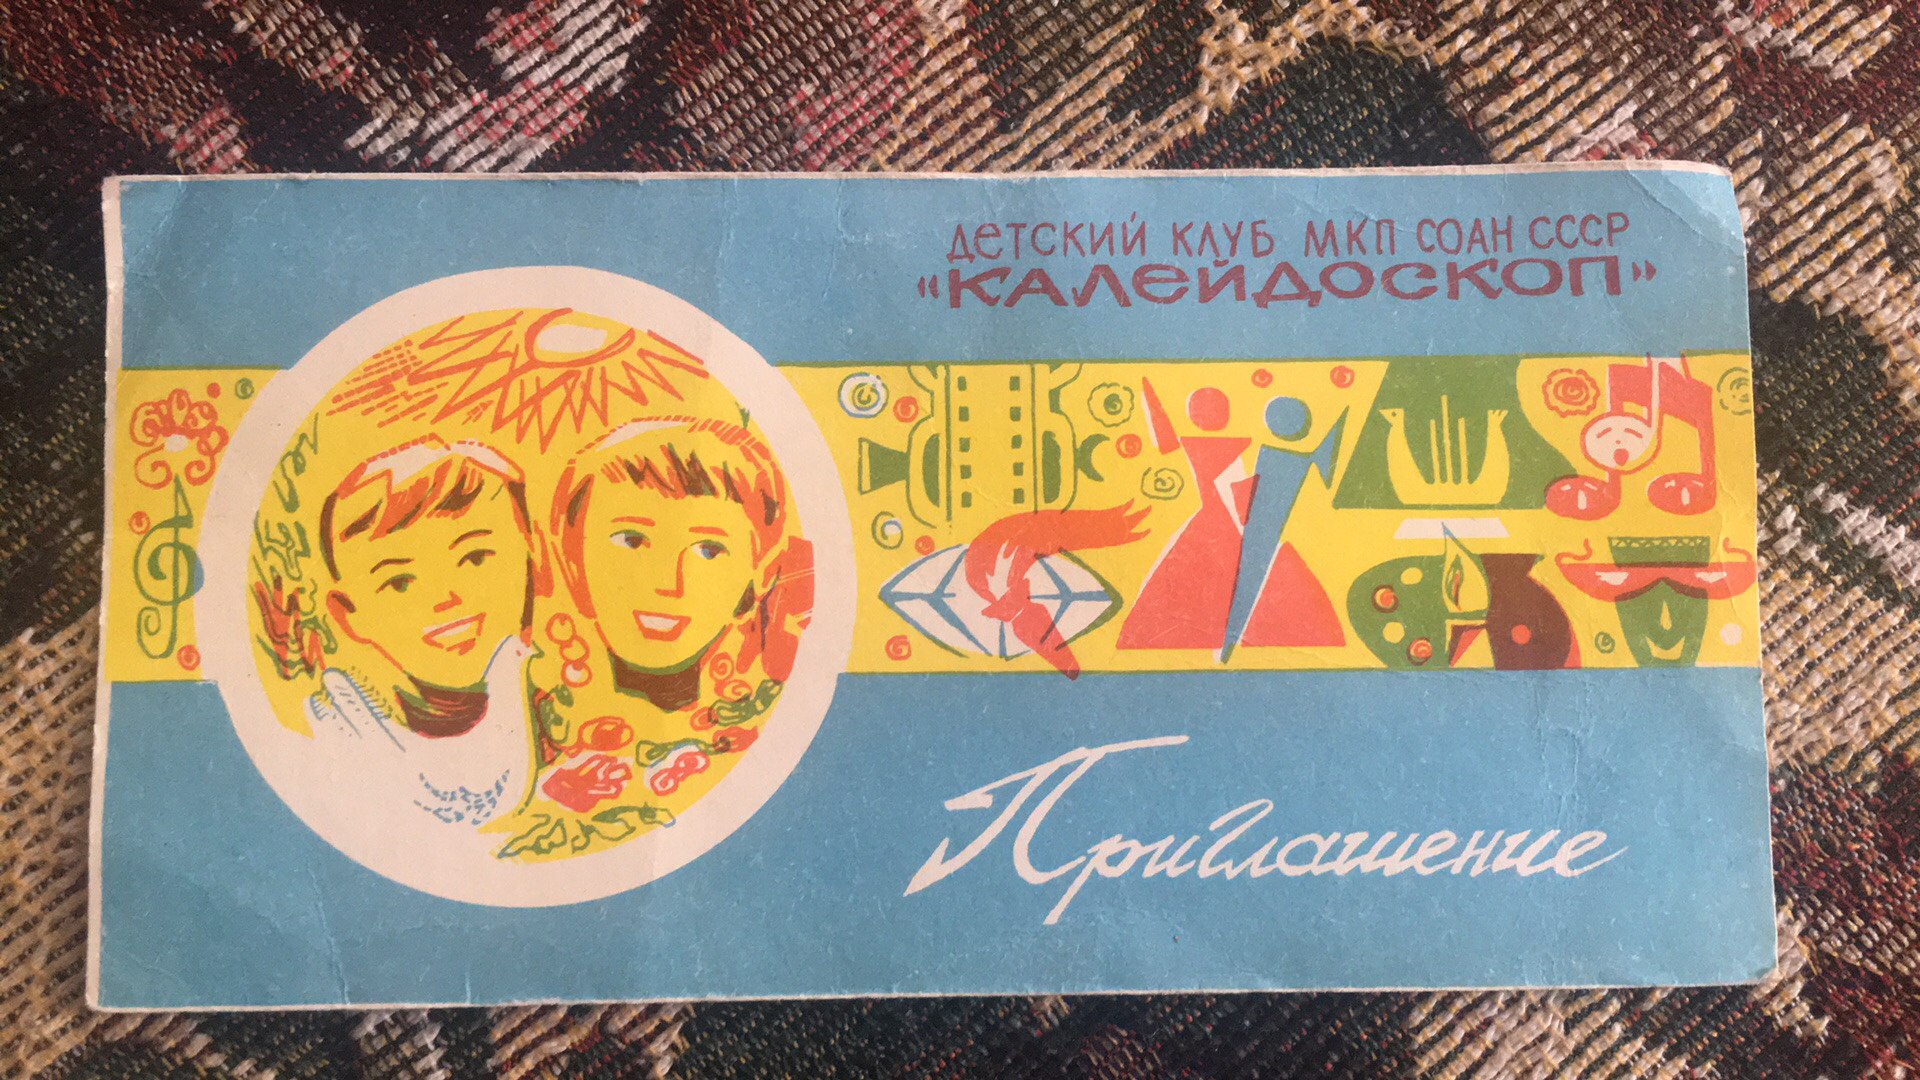 Детский клуб МКП СОАН СССР
«Калейдоскоп»
Приглашение